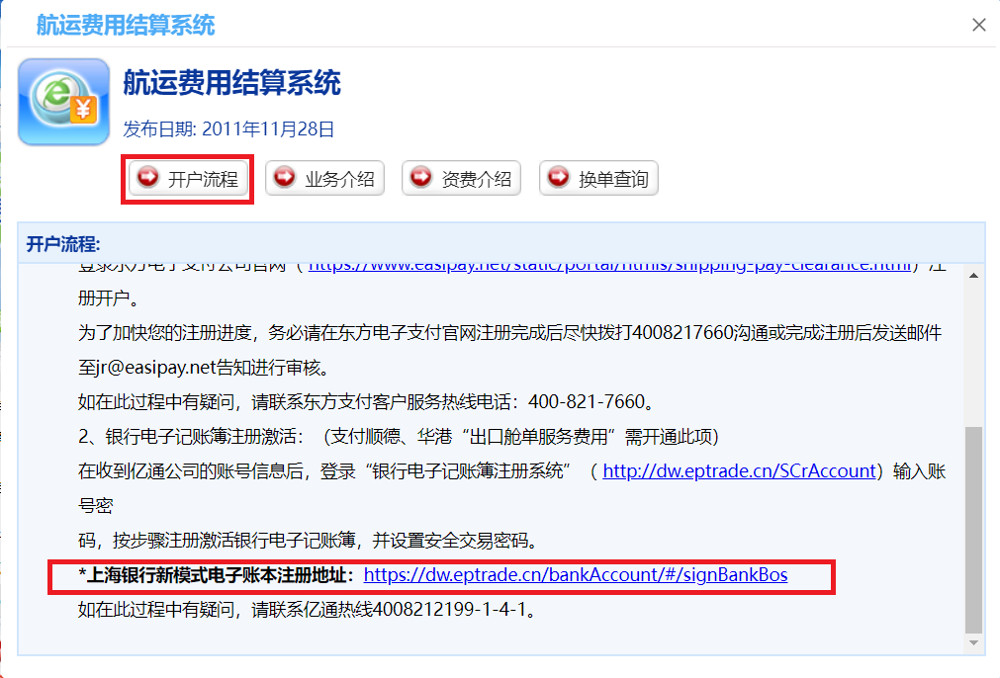 航运费用结算系统
航运费用结算系统
发布日期: 2011年11月28日
开户流程
业务介绍
资费介绍
换单查询
开户流程:
登录东方电子支付公司官网（ https://www.easipay.net/static/portal/htmls/shipping-pay-clearance.html）注
册开户。
为了加快您的注册进度，务必请在东方电子支付官网注册完成后尽快拨打4008217660沟通或完成注册后发送邮件
至jr@easipay.net告知进行审核。
如在此过程中有疑问，请联系东方支付客户服务热线电话：400-821-7660。
2、银行电子记账簿注册激活：（支付顺德、华港“出口舱单服务费用”需开通此项）
在收到亿通公司的账号信息后，登录“银行电子记账簿注册系统”（ http://dw.eptrade.cn/SCrAccount）输入账
号密
码，按步骤注册激活银行电子记账簿，并设置安全交易密码。
*上海银行新模式电子账本注册地址：https://dw.eptrade.cn/bankAccount/#/signBankBos
如在此过程中有疑问，请联系亿通热线4008212199-1-4-1。